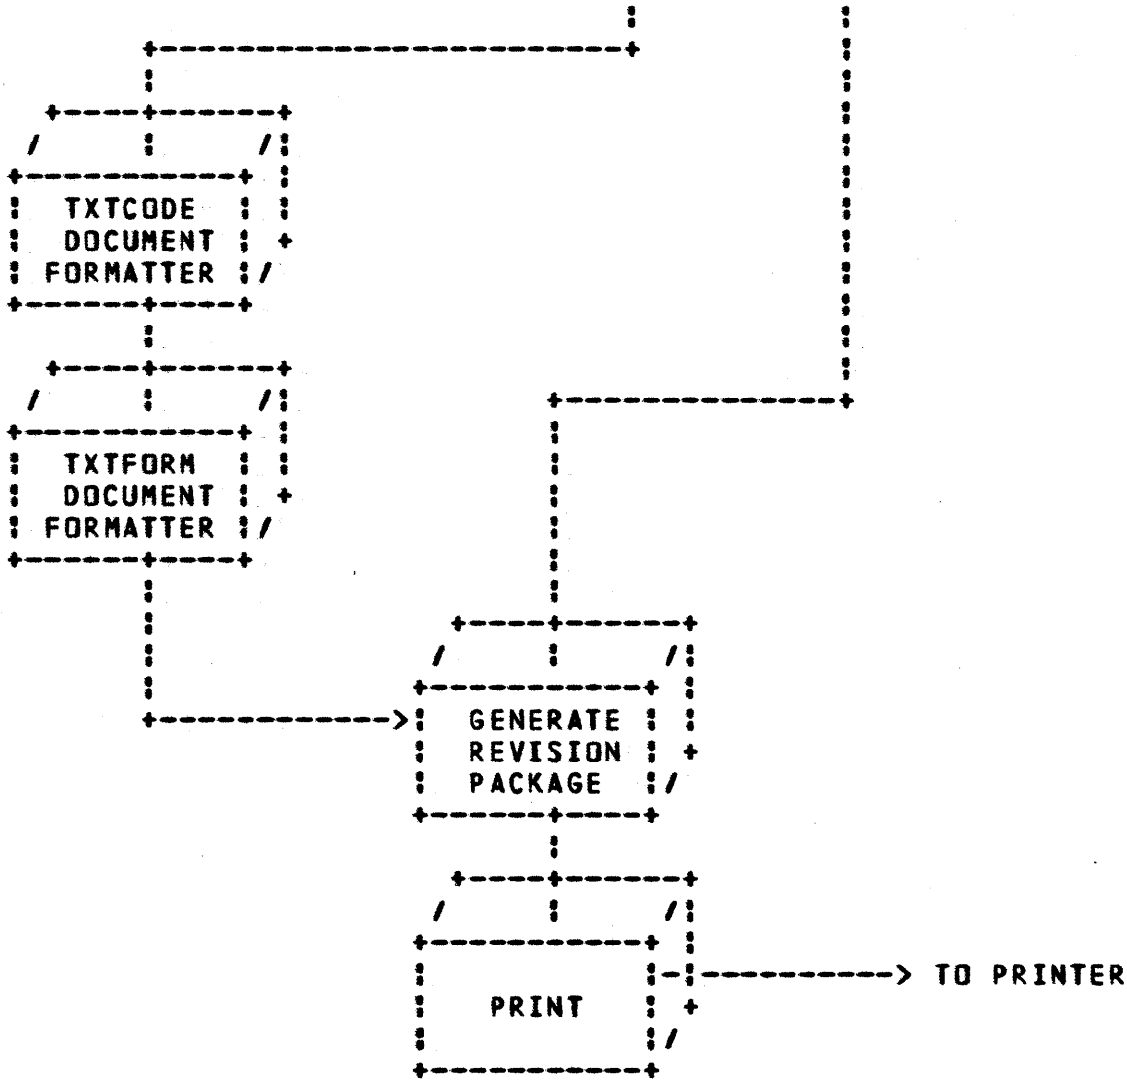 TXTCODE
DOCUMENT
FORMATTER
TXTFORM
DOCUMENT
FORMATTER
GENERATE
REVISION
PACKAGE
TO PRINTER
PRINT